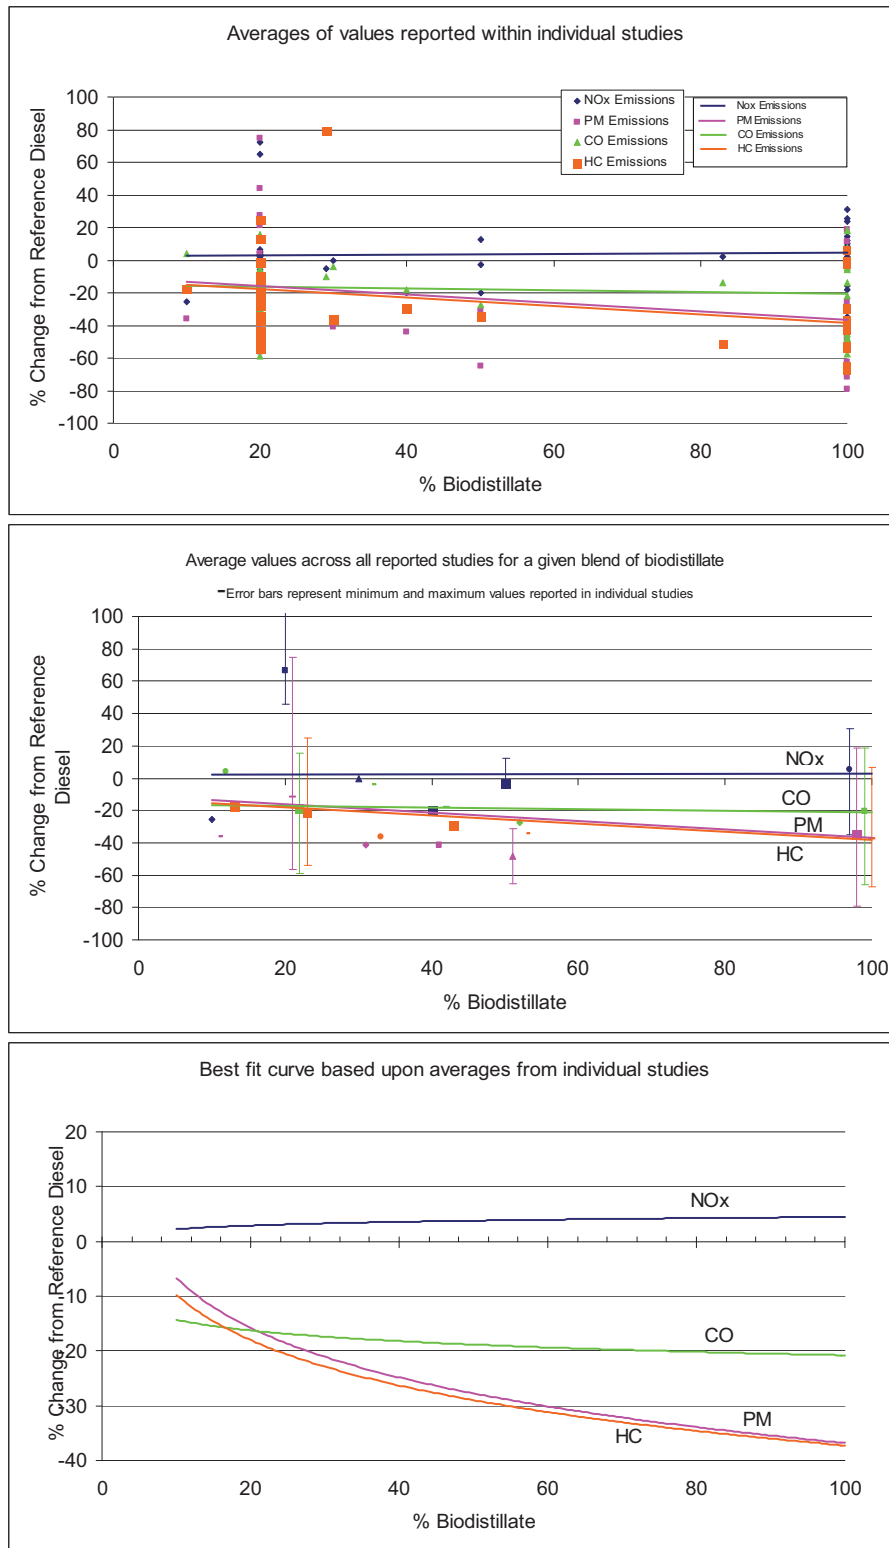 Averages of values reported within individual studies
100
80
60
40
20
0
-20
-40
-60
-80
-100
% Change from Reference Diesel
NOx Emissions
PM Emissions
CO Emissions
HC Emissions
Nox Emissions
PM Emissions
CO Emissions
HC Emissions
0 20 40 60 80 100
% Biodistillate
Average values across all reported studies for a given blend of biodistillate
Error bars represent minimum and maximum values reported in individual studies
100
80
60
40
20
0
-20
-40
-60
-80
-100
% Change from Reference
Diesel
NOx
CO
PM
HC
0 20 40 60 80 100
% Biodistillate
Best fit curve based upon averages from individual studies
20
10
0
-10
-20
-30
-40
% Change from Reference Diesel
NOx
CO
PM
HC
0 20 40 60 80 100
% Biodistillate